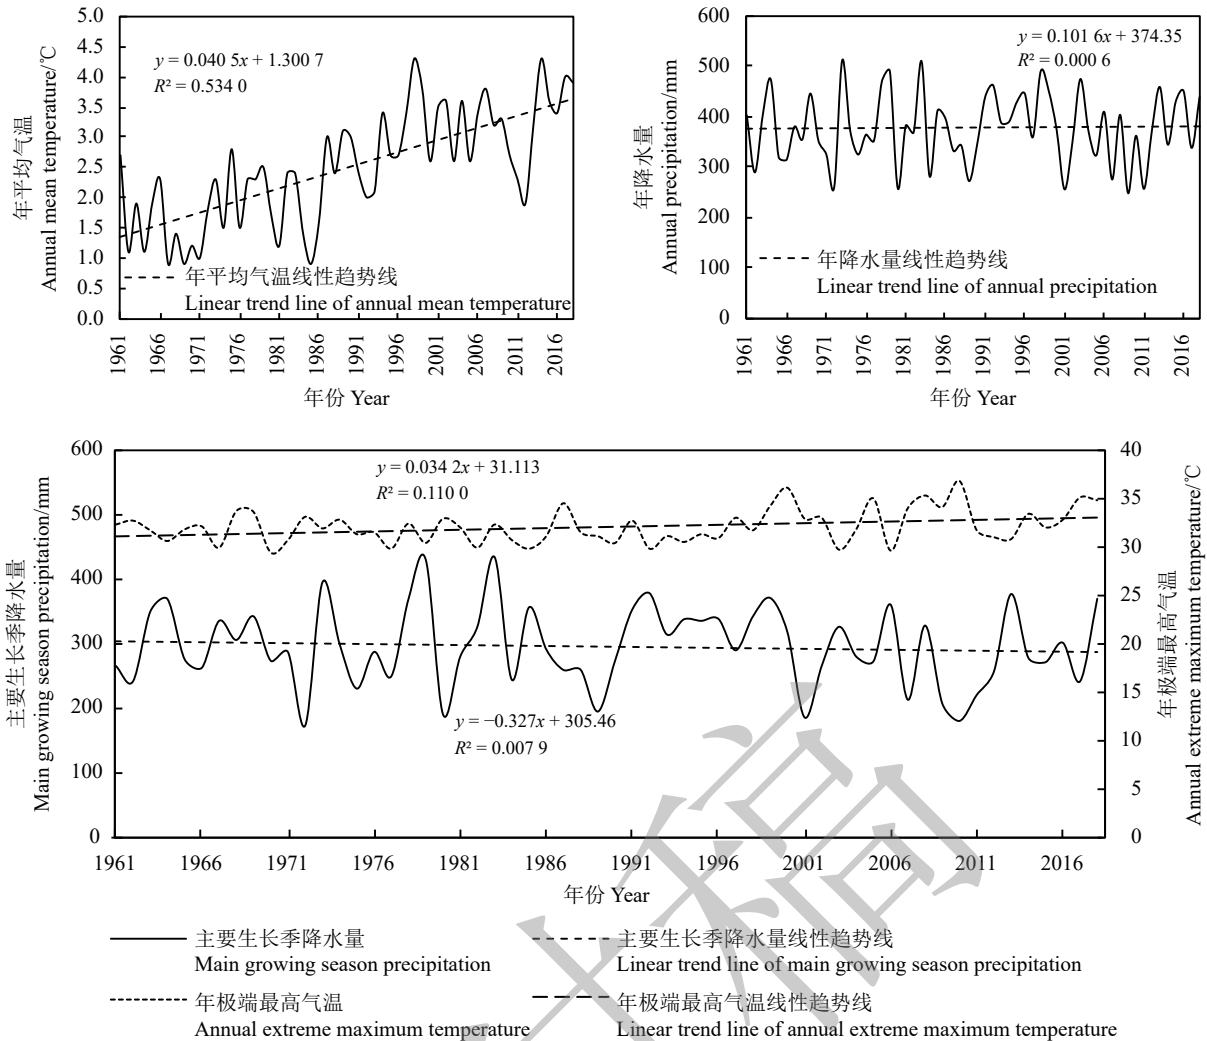 年平均气温
Annual mean temperature/℃
5.0
4.5
4.0
3.5
3.0
2.5
2.0
1.5
1.0
0.5
0.0
y = 0.040 5x + 1.300 7
R² = 0.534 0
年平均气温线性趋势线
Linear trend line of annual mean temperature
1961
1966
1971
1976
1981
1986
1991
1996
2001
2006
2011
2016
年份 Year
年降水量
Annual precipitation/mm
600
500
400
300
200
100
0
y = 0.101 6x + 374.35
R² = 0.000 6
年降水量线性趋势线
Linear trend line of annual precipitation
1961
1966
1971
1976
1981
1986
1991
1996
2001
2006
2011
2016
年份 Year
主要生长季降水量
Main growing season precipitation/mm
600
500
400
300
200
100
0
y = 0.034 2x + 31.113
R² = 0.110 0
y = −0.327x + 305.46
R² = 0.007 9
40
35
30
25
20
15
10
5
0
年极端最高气温
Annual extreme maximum temperature/℃
1961
1966
1971
1976
1981
1986
1991
1996
2001
2006
2011
2016
年份 Year
主要生长季降水量
Main growing season precipitation
主要生长季降水量线性趋势线
Linear trend line of main growing season precipitation
年极端最高气温
Annual extreme maximum temperature
年极端最高气温线性趋势线
Linear trend line of annual extreme maximum temperature
稿